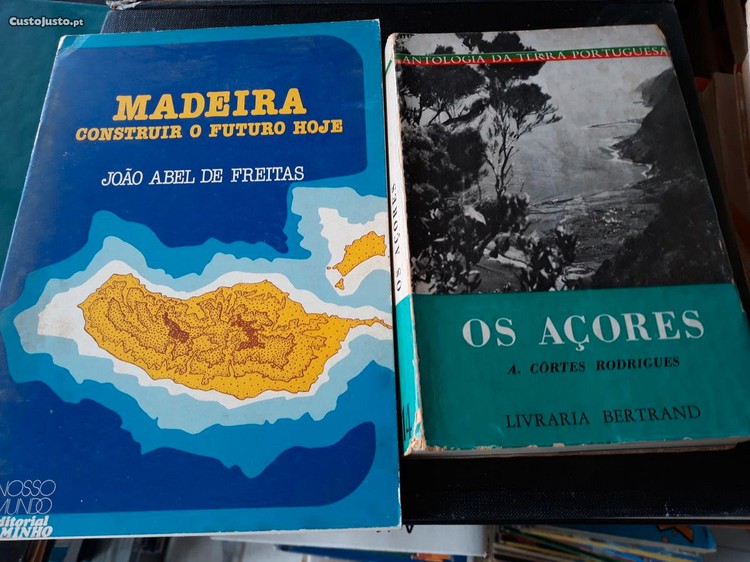 CustoJusto.pt
MADEIRA
CONSTRUIR O FUTURO HOJE
JOÃO ABEL DE FREITAS
NOSSO
MUNDO
ditorial
MINHO
OS AÇORES
ANTOLOGIA DA TERRA PORTUGUESA
OS AÇORES
A. CÔRTES RODRIGUES
LIVRARIA BERTRAND